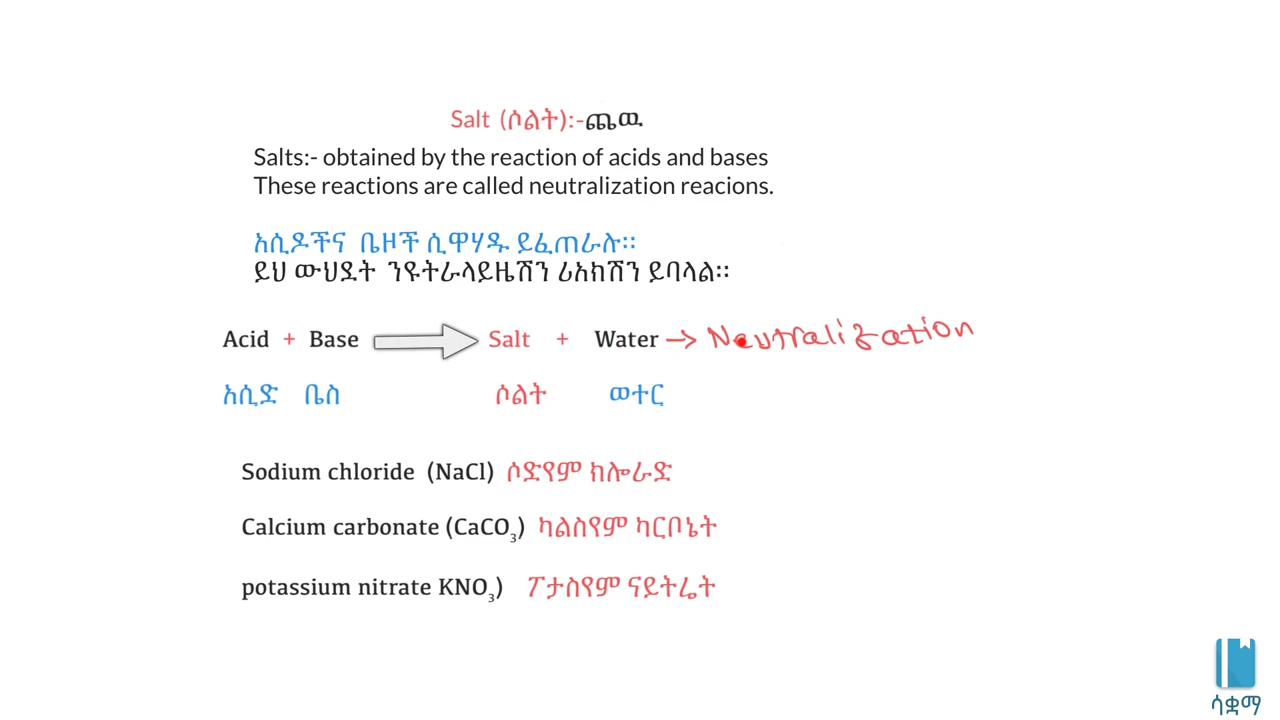 Salt (ሶልት):-ጨዉ
Salts:- obtained by the reaction of acids and bases
These reactions are called neutralization reacions.
አሲዶችና ቤዞች ሲዋሃዱ ይፈጠራሉ፡፡
ይህ ውህደት ንዩትራላይዜሽን ሪአክሽን ይባላል፡፡
Acid + Base Salt + Water → Neutralization
አሲድ ቤስ ሶልት ወተር
Sodium chloride (NaCl) ሶድየም ክሎራድ
Calcium carbonate (CaCO₃) ካልስየም ካርቦኔት
potassium nitrate KNO₃) ፖታስየም ናይትሬት
ሳቋማ